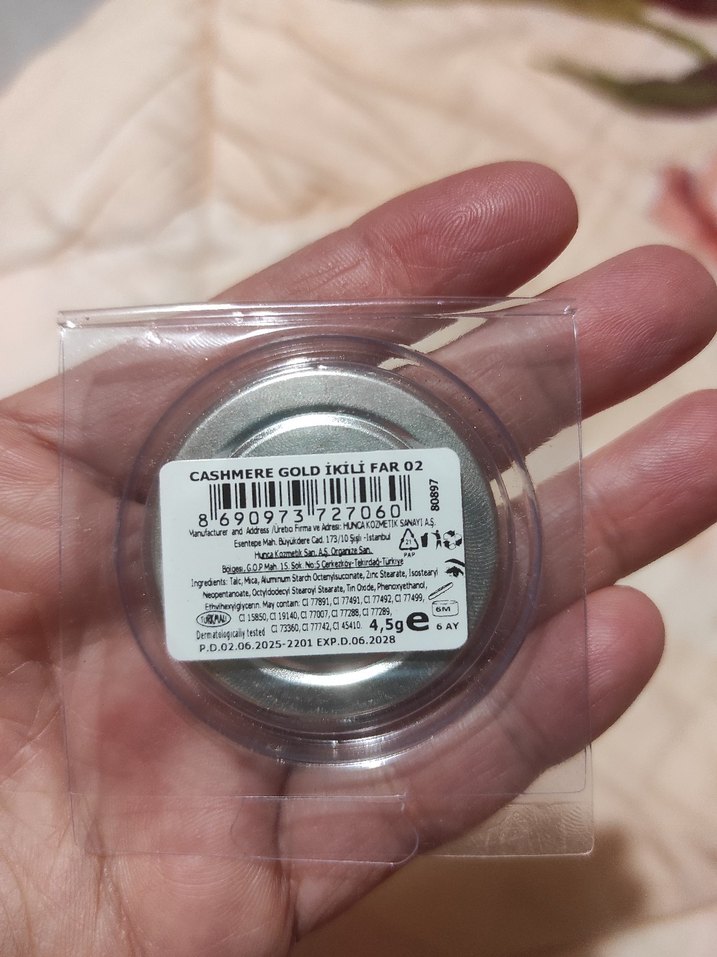 CASHMERE GOLD İKİLİ FAR 02
8 690973 727060
80897
Manufacturer and Address /Üretici Firma ve Adresi: HUNCA KOZMETİK SANAYİ A.Ş.
Esentepe Mah. Büyükdere Cad. 173/10 Şişli -İstanbul
Hunca Kozmetik San. A.Ş. Organize San.
Bölgesi, G.O.P Mah. 15. Sok. No:5 Çerkezköy-Tekirdağ-Türkiye
21
PAP
Ingredients: Talc, Mica, Aluminum Starch Octenylsuccinate, Zinc Stearate, Isostearyl
Neopentanoate, Octyldodecyl Stearoyl Stearate, Tin Oxide, Phenoxyethanol,
Ethylhexylglycerin. May contain: CI 77891, CI 77491, CI 77492, CI 77499,
CI 15850, CI 19140, CI 77007, CI 77288, CI 77289,
CI 73360, CI 77742, CI 45410.
TÜRK MALI
Dermatologically tested
4,5g e
6M
6 AY
P.D.02.06.2025-2201 EXP.D.06.2028